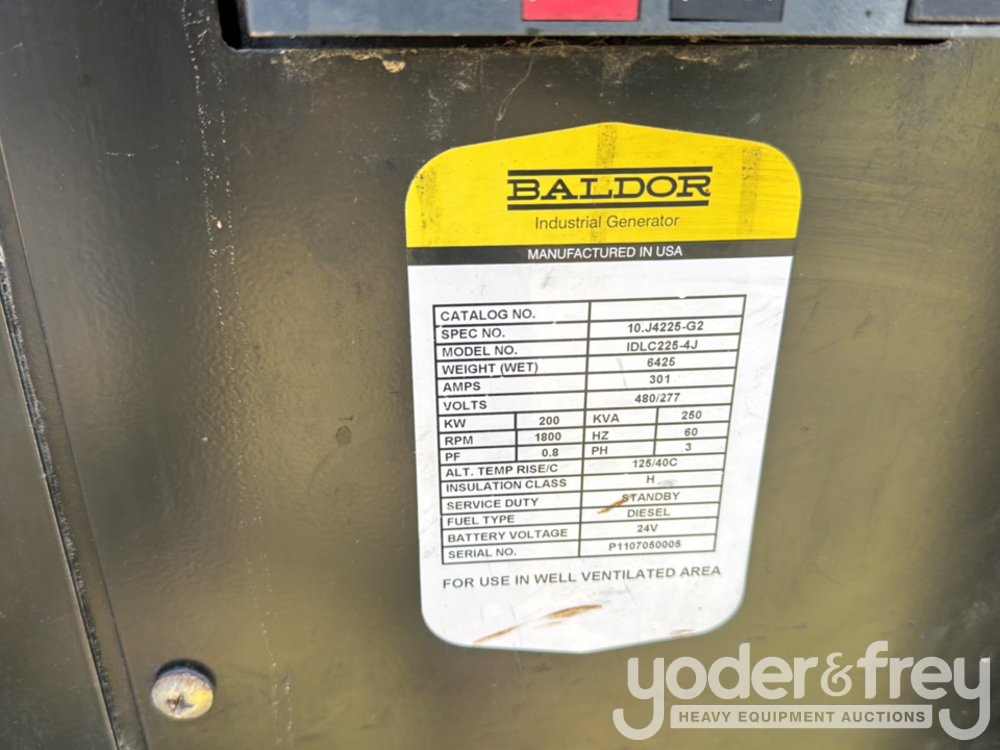 BALDOR
Industrial Generator
MANUFACTURED IN USA
CATALOG NO.
SPEC NO. 10.J4225-G2
MODEL NO. IDLC225-4J
WEIGHT (WET) 6425
AMPS 301
VOLTS 480/277
KW 200 KVA 250
RPM 1800 HZ 60
PF 0.8 PH 3
ALT. TEMP RISE/C 125/40C
INSULATION CLASS H
SERVICE DUTY STANDBY
FUEL TYPE DIESEL
BATTERY VOLTAGE 24V
SERIAL NO. P1107050005
FOR USE IN WELL VENTILATED AREA
yoder&frey
HEAVY EQUIPMENT AUCTIONS